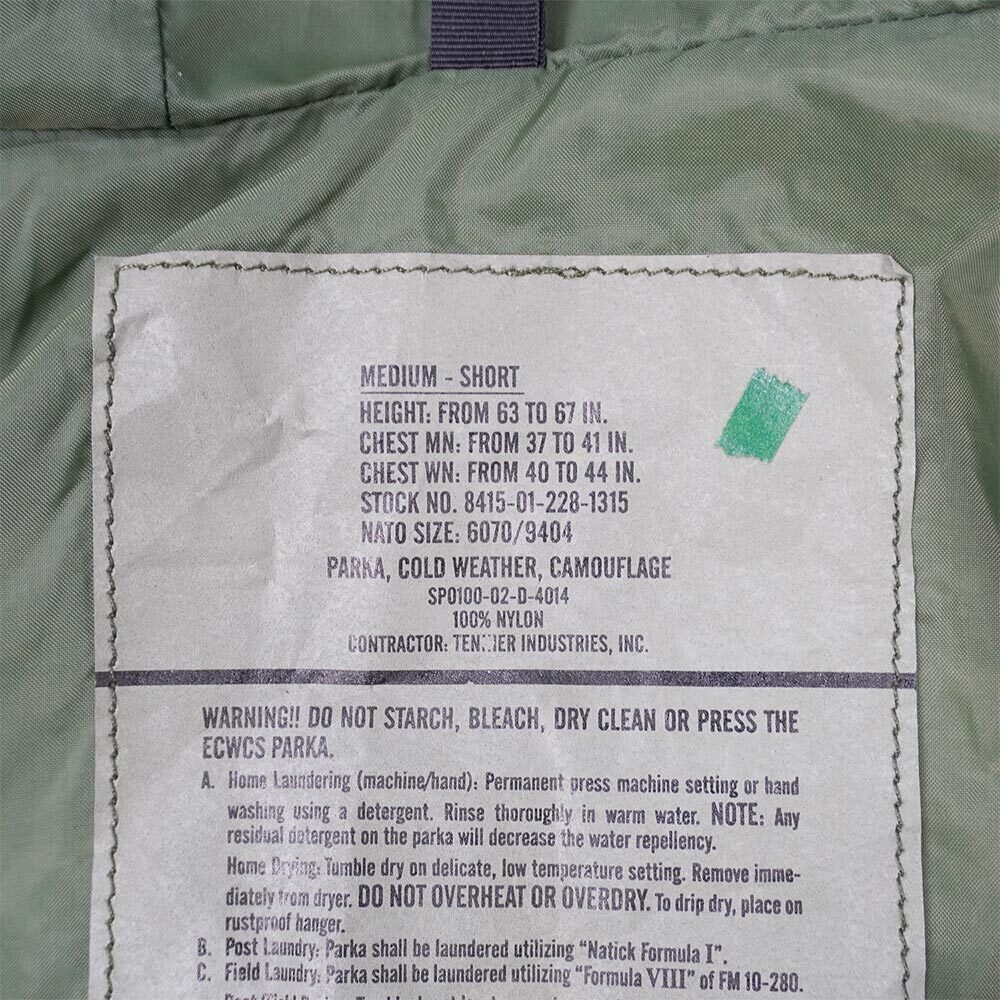 MEDIUM - SHORT
HEIGHT: FROM 63 TO 67 IN.
CHEST MN: FROM 37 TO 41 IN.
CHEST WN: FROM 40 TO 44 IN.
STOCK NO. 8415-01-228-1315
NATO SIZE: 6070/9404
PARKA, COLD WEATHER, CAMOUFLAGE
SP0100-02-D-4014
100% NYLON
CONTRACTOR: TENNIER INDUSTRIES, INC.
WARNING!! DO NOT STARCH, BLEACH, DRY CLEAN OR PRESS THE
ECWCS PARKA.
A. Home Laundering (machine/hand): Permanent press machine setting or hand
washing using a detergent. Rinse thoroughly in warm water. NOTE: Any
residual detergent on the parka will decrease the water repellency.
Home Drying: Tumble dry on delicate, low temperature setting. Remove imme-
diately from dryer. DO NOT OVERHEAT OR OVERDRY. To drip dry, place on
rustproof hanger.
B. Post Laundry: Parka shall be laundered utilizing "Natick Formula I".
C. Field Laundry: Parka shall be laundered utilizing "Formula VIII" of FM 10-280.